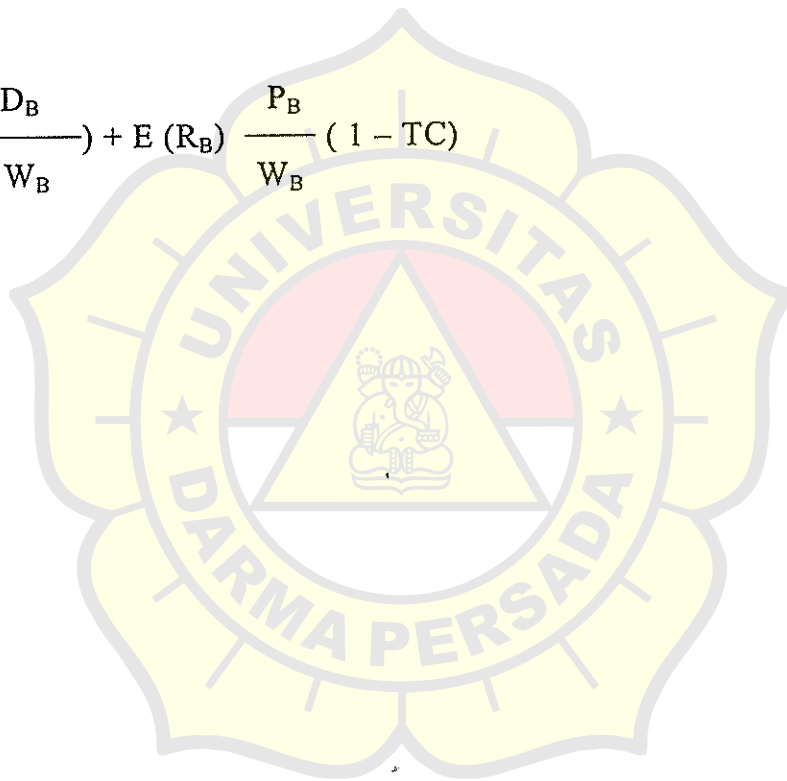 D_B P_B
———) + E (R_B) ——— ( 1 – TC)
W_B W_B
UNIVERSITAS
DARMA PERSADA